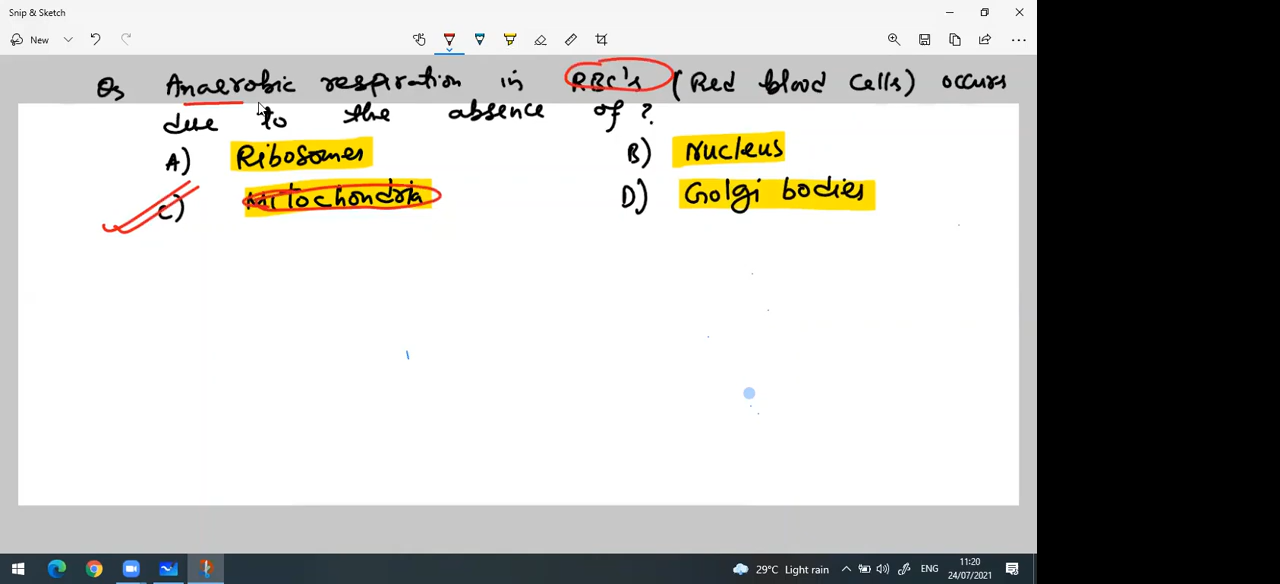 Snip & Sketch
New
Qs Anaerobic respiration in RBC's (Red blood Cells) occurs
due to the absence of?
A) Ribosomes B) Nucleus
C) Mitochondria D) Golgi bodies
29°C Light rain ENG 11:20
24/07/2021